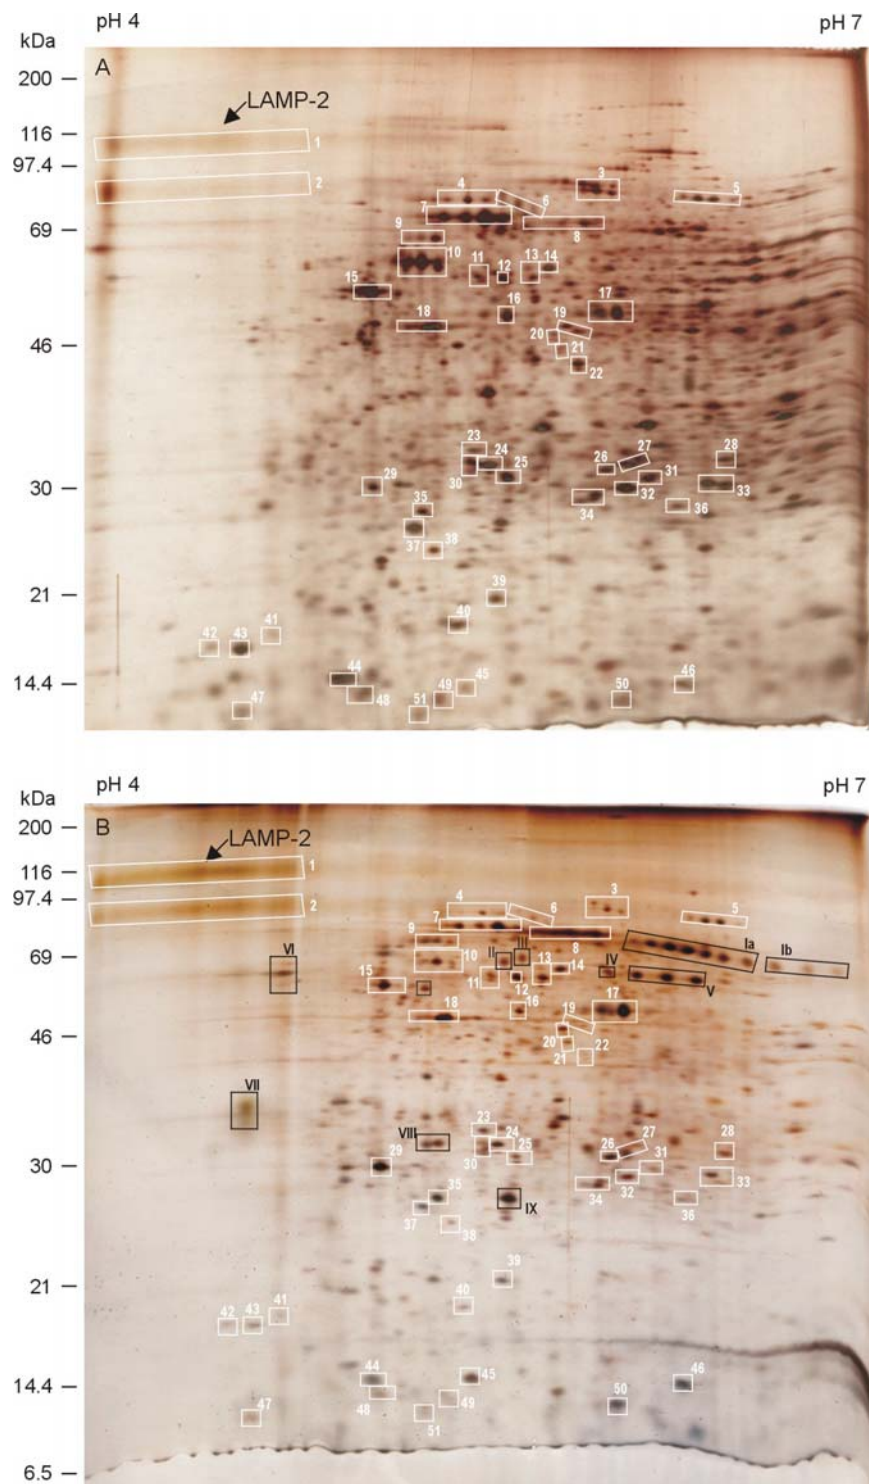 pH 4 pH 7
kDa
A
200
LAMP-2
116
1
97.4
2 3
4 5
6
7
69 8
9
10 11 12 13 14
15
16 17
18 19
20
46 21
22
23
24 27 28
26
30 25 31
29 32 33
30
35 34 36
37
38
21 39
40
42 43 41
14.4 44 45 46
48 49 50
47 51
pH 4 pH 7
kDa
B
200
LAMP-2
116 1
97.4 3
2 4 6 5
7
9 8 Ia
VI II III Ib
69 10 IV
14
15 11 12 13 V
16 17
18 19
46 20
21 22
VII
23
VIII 24 27 28
30 25 26 31
30 29
32 33
35 34 36
37 IX
38
21 39
40
42 43 41
44 45 46
14.4
48 49 50
47 51
6.5